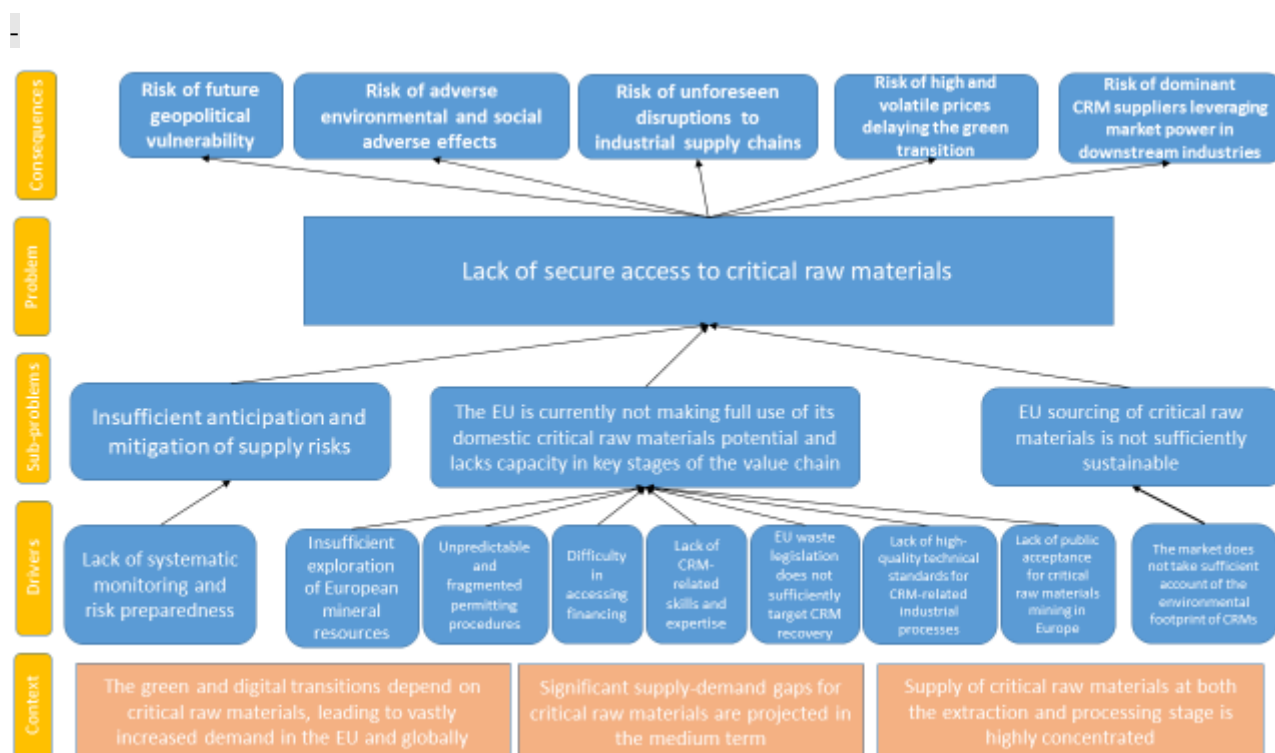 -
Consequences
Risk of future
geopolitical
vulnerability
Risk of adverse
environmental and social
adverse effects
Risk of unforeseen
disruptions to
industrial supply chains
Risk of high and
volatile prices
delaying the green
transition
Risk of dominant
CRM suppliers leveraging
market power in
downstream industries
Problem
Lack of secure access to critical raw materials
Sub-problems
Insufficient anticipation and
mitigation of supply risks
The EU is currently not making full use of its
domestic critical raw materials potential and
lacks capacity in key stages of the value chain
EU sourcing of critical raw
materials is not sufficiently
sustainable
Drivers
Lack of systematic
monitoring and
risk preparedness
Insufficient
exploration
of European
mineral
resources
Unpredictable
and
fragmented
permitting
procedures
Difficulty
in
accessing
financing
Lack of
CRM-
related
skills and
expertise
EU waste
legislation
does not
sufficiently
target CRM
recovery
Lack of high-
quality technical
standards for
CRM-related
industrial
processes
Lack of public
acceptance
for critical
raw materials
mining in
Europe
The market does
not take sufficient
account of the
environmental
footprint of CRMs
Context
The green and digital transitions depend on
critical raw materials, leading to vastly
increased demand in the EU and globally
Significant supply-demand gaps for
critical raw materials are projected in
the medium term
Supply of critical raw materials at both
the extraction and processing stage is
highly concentrated